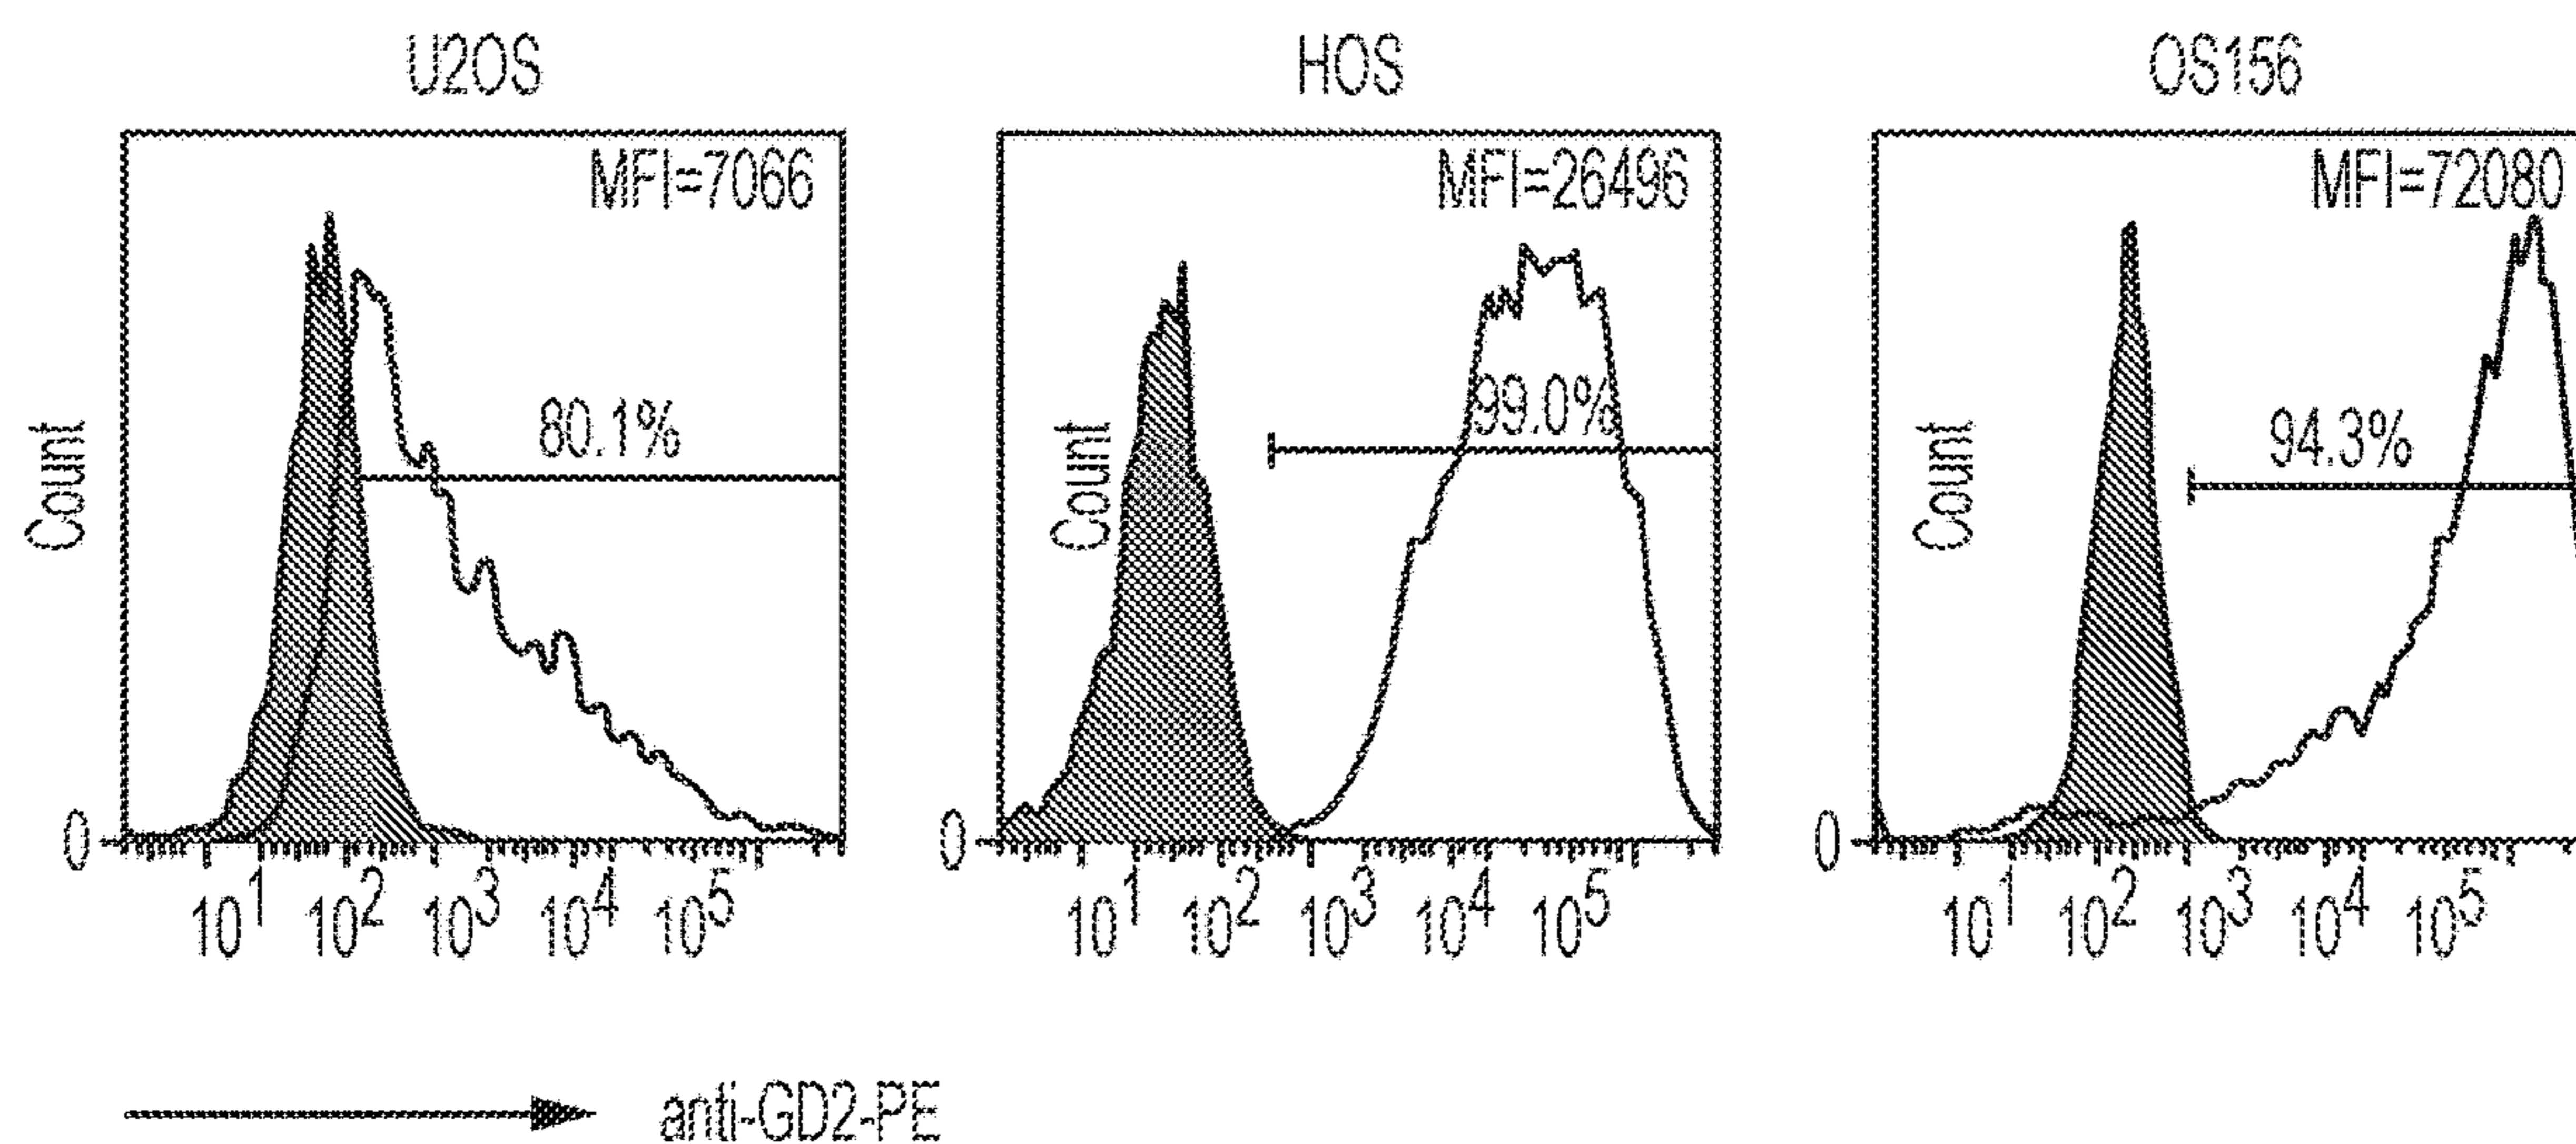 U2OS
MFI=7066
80.1%
Count
0
10^1 10^2 10^3 10^4 10^5
HOS
MFI=26496
99.0%
Count
0
10^1 10^2 10^3 10^4 10^5
OS156
MFI=72080
94.3%
Count
0
10^1 10^2 10^3 10^4 10^5
anti-GD2-PE